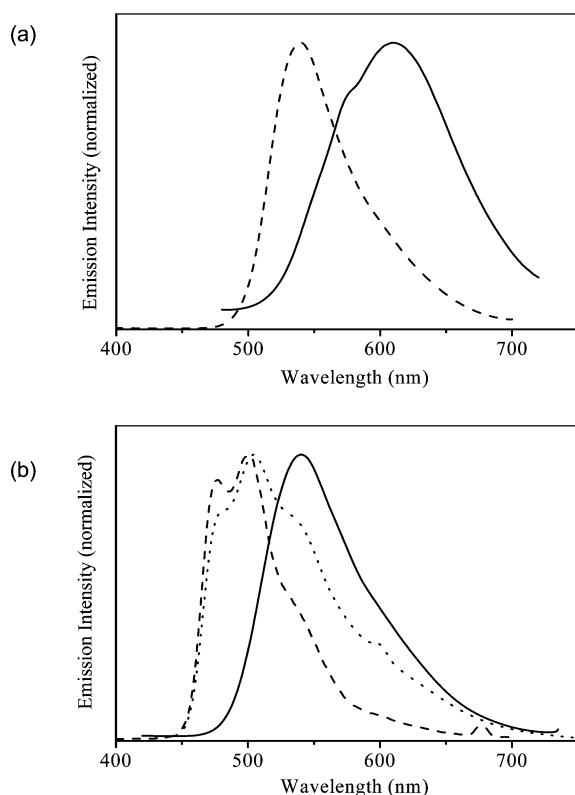 (a)
Emission Intensity (normalized)
400 500 600 700
Wavelength (nm)
(b)
Emission Intensity (normalized)
400 500 600 700
Wavelength (nm)